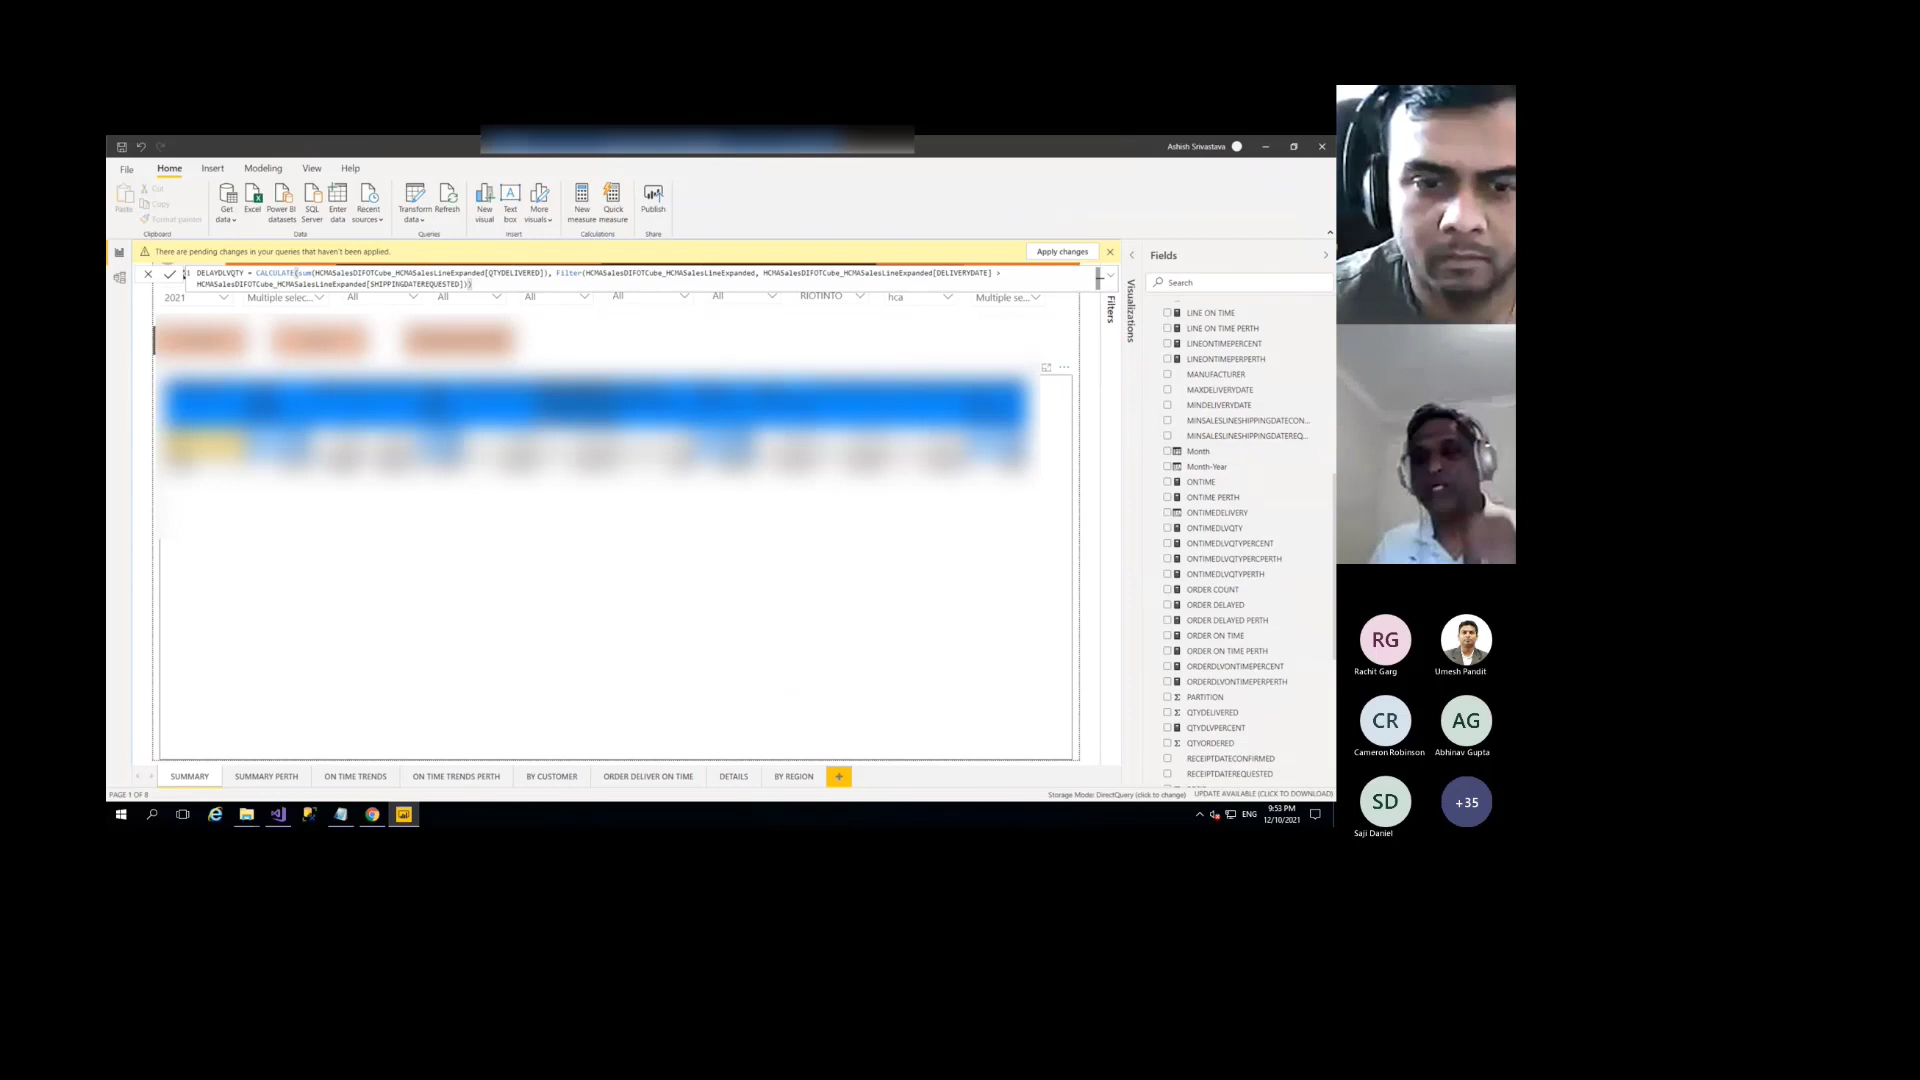 Ashish Srivastava
File
Home
Insert
Modeling
View
Help
Paste
Cut
Copy
Format painter
Get data
Excel
Power BI datasets
SQL Server
Enter data
Recent sources
Transform data
Refresh
New visual
Text box
More visuals
New measure
Quick measure
Publish
Clipboard
Data
Queries
Insert
Calculations
Share
There are pending changes in your queries that haven't been applied.
Apply changes
1 DELAYDLVQTY = CALCULATE(sum(HCMASalesDIFOTCube_HCMASalesLineExpanded[QTYDELIVERED]), Filter(HCMASalesDIFOTCube_HCMASalesLineExpanded, HCMASalesDIFOTCube_HCMASalesLineExpanded[DELIVERYDATE] >
HCMASalesDIFOTCube_HCMASalesLineExpanded[SHIPPINGDATEREQUESTED]))
2021
Multiple selec...
All
All
All
All
All
RIOTINTO
hca
Multiple se...
Filters
Visualizations
Fields
Search
LINE ON TIME
LINE ON TIME PERTH
LINEONTIMEPERCENT
LINEONTIMEPERPERTH
MANUFACTURER
MAXDELIVERYDATE
MINDELIVERYDATE
MINSALESLINESHIPPINGDATECON...
MINSALESLINESHIPPINGDATEREQ...
Month
Month-Year
ONTIME
ONTIME PERTH
ONTIMEDELIVERY
ONTIMEDLVQTY
ONTIMEDLVQTYPERCENT
ONTIMEDLVQTYPERCPERTH
ONTIMEDLVQTYPERTH
ORDER COUNT
ORDER DELAYED
ORDER DELAYED PERTH
ORDER ON TIME
ORDER ON TIME PERTH
ORDERDLVONTIMEPERCENT
ORDERDLVONTIMEPERPERTH
PARTITION
QTYDELIVERED
QTYDLVPERCENT
QTYORDERED
RECEIPTDATECONFIRMED
RECEIPTDATEREQUESTED
SUMMARY
SUMMARY PERTH
ON TIME TRENDS
ON TIME TRENDS PERTH
BY CUSTOMER
ORDER DELIVER ON TIME
DETAILS
BY REGION
PAGE 1 OF 8
Storage Mode: DirectQuery (click to change)
UPDATE AVAILABLE (CLICK TO DOWNLOAD)
ENG
9:53 PM
12/10/2021
RG
Rachit Garg
Umesh Pandit
CR
Cameron Robinson
AG
Abhinav Gupta
SD
Saji Daniel
+35